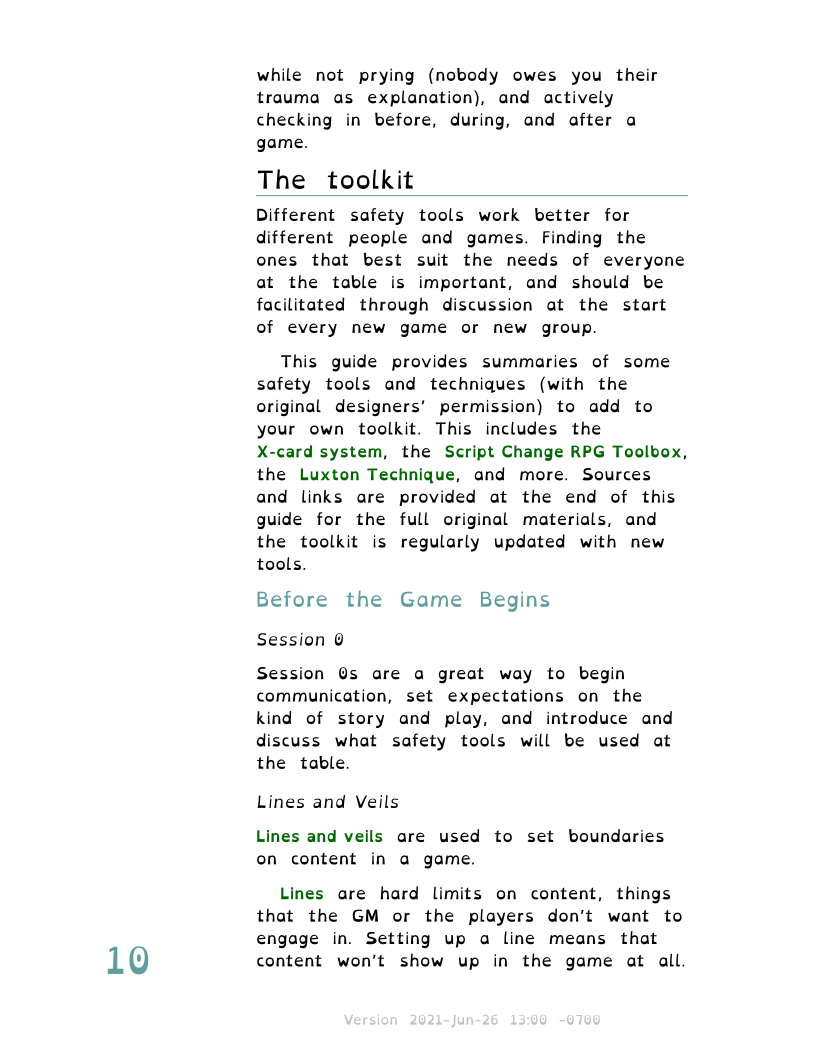 while not prying (nobody owes you their
trauma as explanation), and actively
checking in before, during, and after a
game.
The toolkit
Different safety tools work better for
different people and games. Finding the
ones that best suit the needs of everyone
at the table is important, and should be
facilitated through discussion at the start
of every new game or new group.
This guide provides summaries of some
safety tools and techniques (with the
original designers' permission) to add to
your own toolkit. This includes the
X-card system, the Script Change RPG Toolbox,
the Luxton Technique, and more. Sources
and links are provided at the end of this
guide for the full original materials, and
the toolkit is regularly updated with new
tools.
Before the Game Begins
Session 0
Session 0s are a great way to begin
communication, set expectations on the
kind of story and play, and introduce and
discuss what safety tools will be used at
the table.
Lines and Veils
Lines and veils are used to set boundaries
on content in a game.
Lines are hard limits on content, things
that the GM or the players don't want to
engage in. Setting up a line means that
content won't show up in the game at all.
10
Version 2021-Jun-26 13:00 -0700